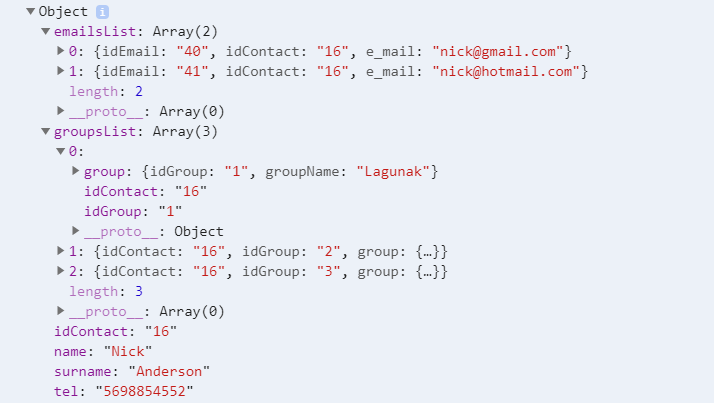 ▼ Object i
▼ emailsList: Array(2)
▶ 0: {idEmail: "40", idContact: "16", e_mail: "nick@gmail.com"}
▶ 1: {idEmail: "41", idContact: "16", e_mail: "nick@hotmail.com"}
length: 2
▶ __proto__: Array(0)
▼ groupsList: Array(3)
▼ 0:
▶ group: {idGroup: "1", groupName: "Lagunak"}
idContact: "16"
idGroup: "1"
▶ __proto__: Object
▶ 1: {idContact: "16", idGroup: "2", group: {…}}
▶ 2: {idContact: "16", idGroup: "3", group: {…}}
length: 3
▶ __proto__: Array(0)
idContact: "16"
name: "Nick"
surname: "Anderson"
tel: "5698854552"